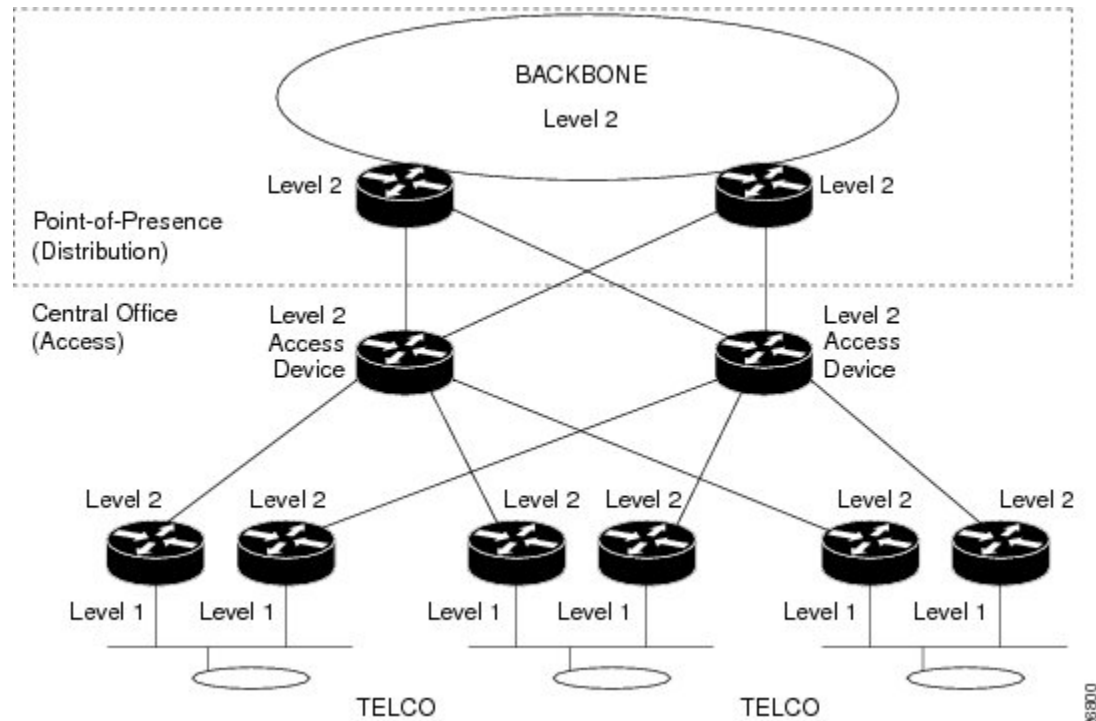 BACKBONE
Level 2
Level 2
Level 2
Point-of-Presence
(Distribution)
Central Office
(Access)
Level 2
Access
Device
Level 2
Access
Device
Level 2
Level 2
Level 2
Level 2
Level 2
Level 2
Level 1
Level 1
Level 1
Level 1
Level 1
Level 1
TELCO
TELCO